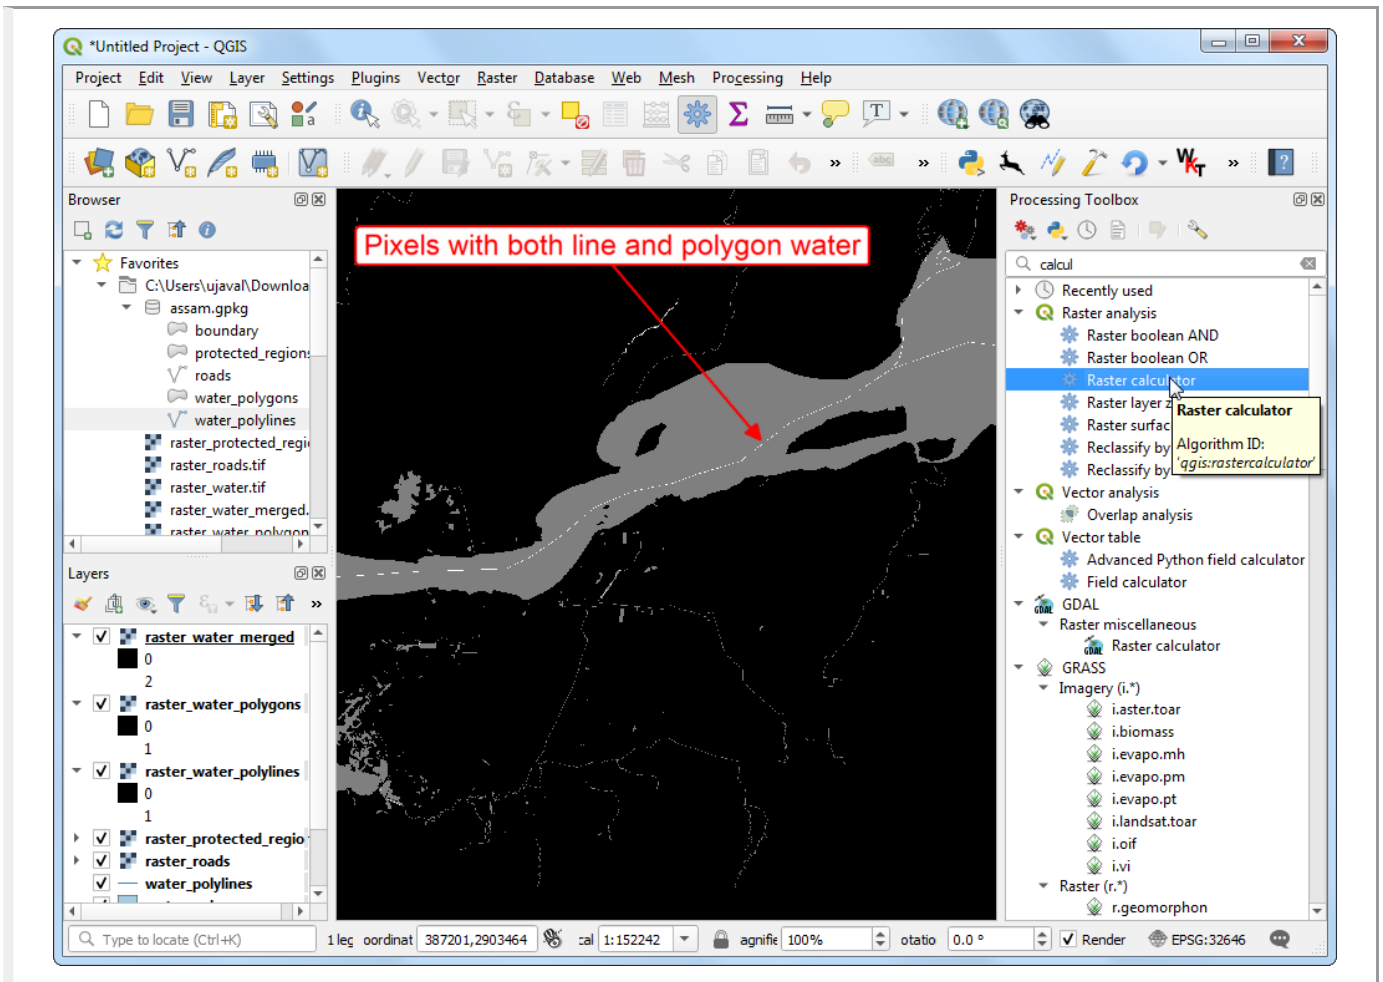 *Untitled Project - QGIS
Project Edit View Layer Settings Plugins Vector Raster Database Web Mesh Processing Help
a
T
abc
WKT
?
Browser
Favorites
C:\Users\ujaval\Downloa
assam.gpkg
boundary
protected_regions
roads
water_polygons
water_polylines
raster_protected_regi
raster_roads.tif
raster_water.tif
raster_water_merged.
raster_water_polygon
Layers
raster_water_merged
0
2
raster_water_polygons
0
1
raster_water_polylines
0
1
raster_protected_regio
raster_roads
water_polylines
Pixels with both line and polygon water
Processing Toolbox
calcul
Recently used
Raster analysis
Raster boolean AND
Raster boolean OR
Raster calculator
Raster layer z
Raster surfac
Reclassify by
Reclassify by
Raster calculator
Algorithm ID:
'qgis:rastercalculator'
Vector analysis
Overlap analysis
Vector table
Advanced Python field calculator
Field calculator
GDAL
Raster miscellaneous
GDAL Raster calculator
GRASS
Imagery (i.*)
i.aster.toar
i.biomass
i.evapo.mh
i.evapo.pm
i.evapo.pt
i.landsat.toar
i.oif
i.vi
Raster (r.*)
r.geomorphon
Type to locate (Ctrl+K) 1 leg oordinat 387201,2903464 :al 1:152242 agnifie 100% otatio 0.0 ° Render EPSG:32646